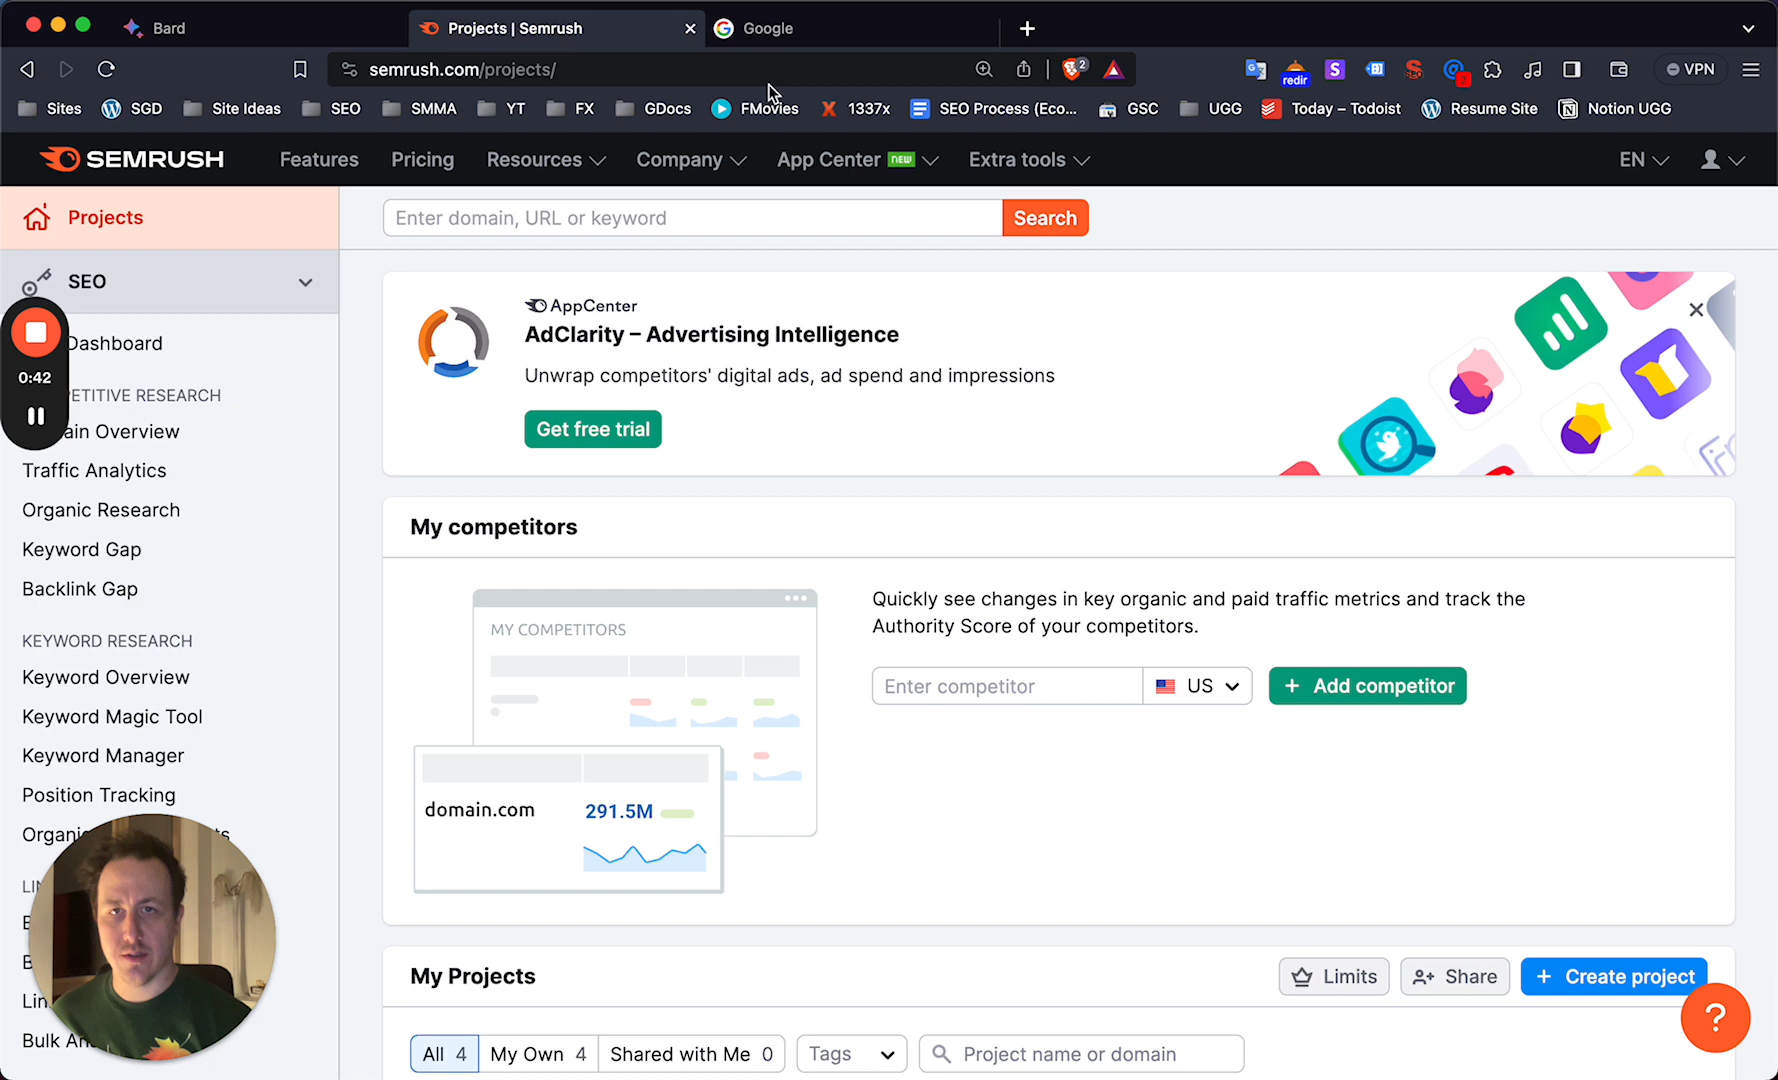 Bard
Projects | Semrush
Google
semrush.com/projects/
2
redir
S
SEO
2
VPN
Sites
SGD
Site Ideas
SEO
SMMA
YT
FX
GDocs
FMovies
1337x
SEO Process (Eco...
GSC
UGG
Today – Todoist
Resume Site
Notion UGG
SEMRUSH
Features
Pricing
Resources
Company
App Center new
Extra tools
EN
Projects
Enter domain, URL or keyword
Search
SEO
0:42
Dashboard
AppCenter
AdClarity – Advertising Intelligence
Unwrap competitors' digital ads, ad spend and impressions
Get free trial
PETITIVE RESEARCH
ain Overview
Traffic Analytics
Organic Research
Keyword Gap
Backlink Gap
KEYWORD RESEARCH
Keyword Overview
Keyword Magic Tool
Keyword Manager
Position Tracking
My competitors
MY COMPETITORS
domain.com
291.5M
Quickly see changes in key organic and paid traffic metrics and track the
Authority Score of your competitors.
Enter competitor
US
+ Add competitor
My Projects
Limits
Share
+ Create project
All 4
My Own 4
Shared with Me 0
Tags
Project name or domain
?